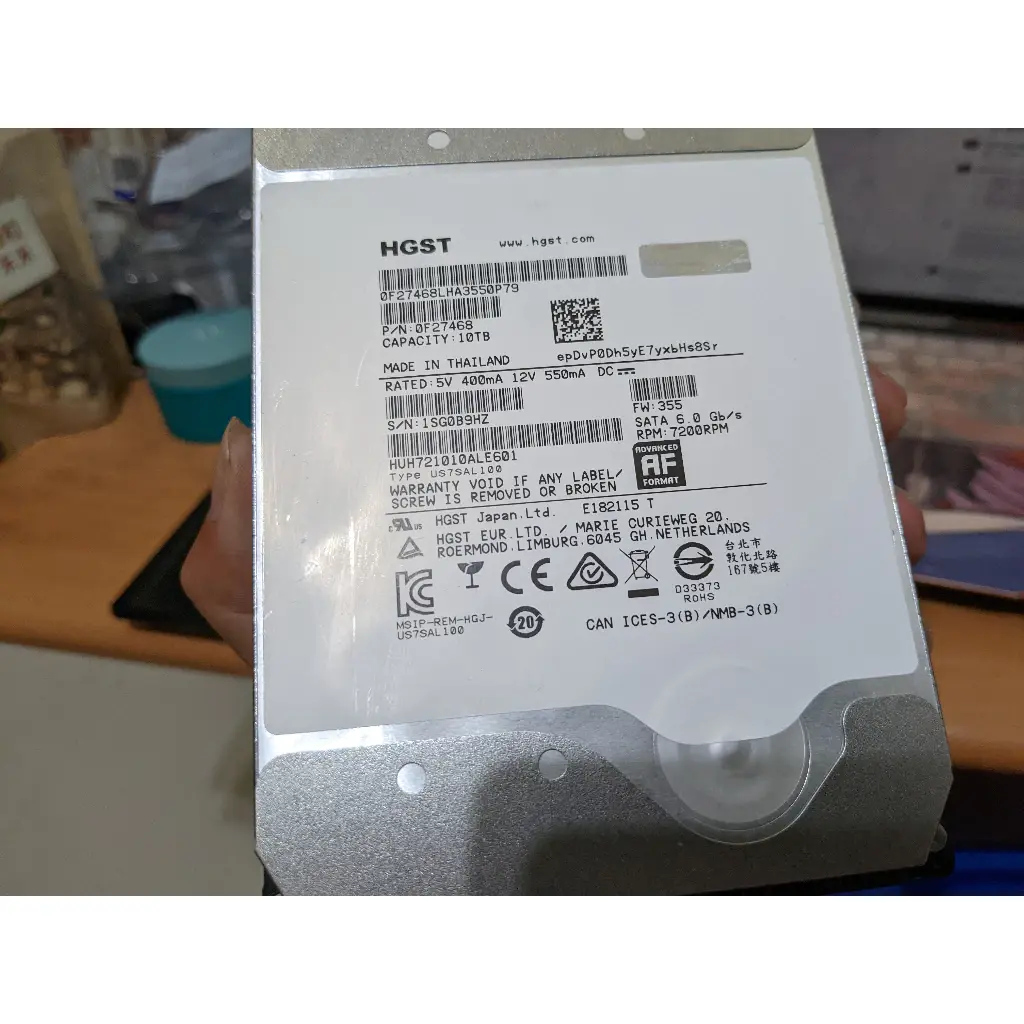 HGST www.hgst.com
0F27468LHA3550P79
P/N:0F27468
CAPACITY:10TB
MADE IN THAILAND epDvP0Dh5yE7yxbHs8Sr
RATED:5V 400mA 12V 550mA DC
S/N:1SG0B9HZ
FW:355
SATA 6.0 Gb/s
RPM:7200RPM
HUH721010ALE601
Type US7SAL100
WARRANTY VOID IF ANY LABEL/
SCREW IS REMOVED OR BROKEN
ADVANCED
AF
FORMAT
c RU us HGST Japan.Ltd. E182115 T
HGST EUR.LTD. / MARIE CURIEWEG 20.
ROERMOND.LIMBURG.6045 GH.NETHERLANDS
CE
台北市
敦化北路
167號5樓
D33373
RoHS
MSIP-REM-HGJ-
US7SAL100
20
CAN ICES-3(B)/NMB-3(B)